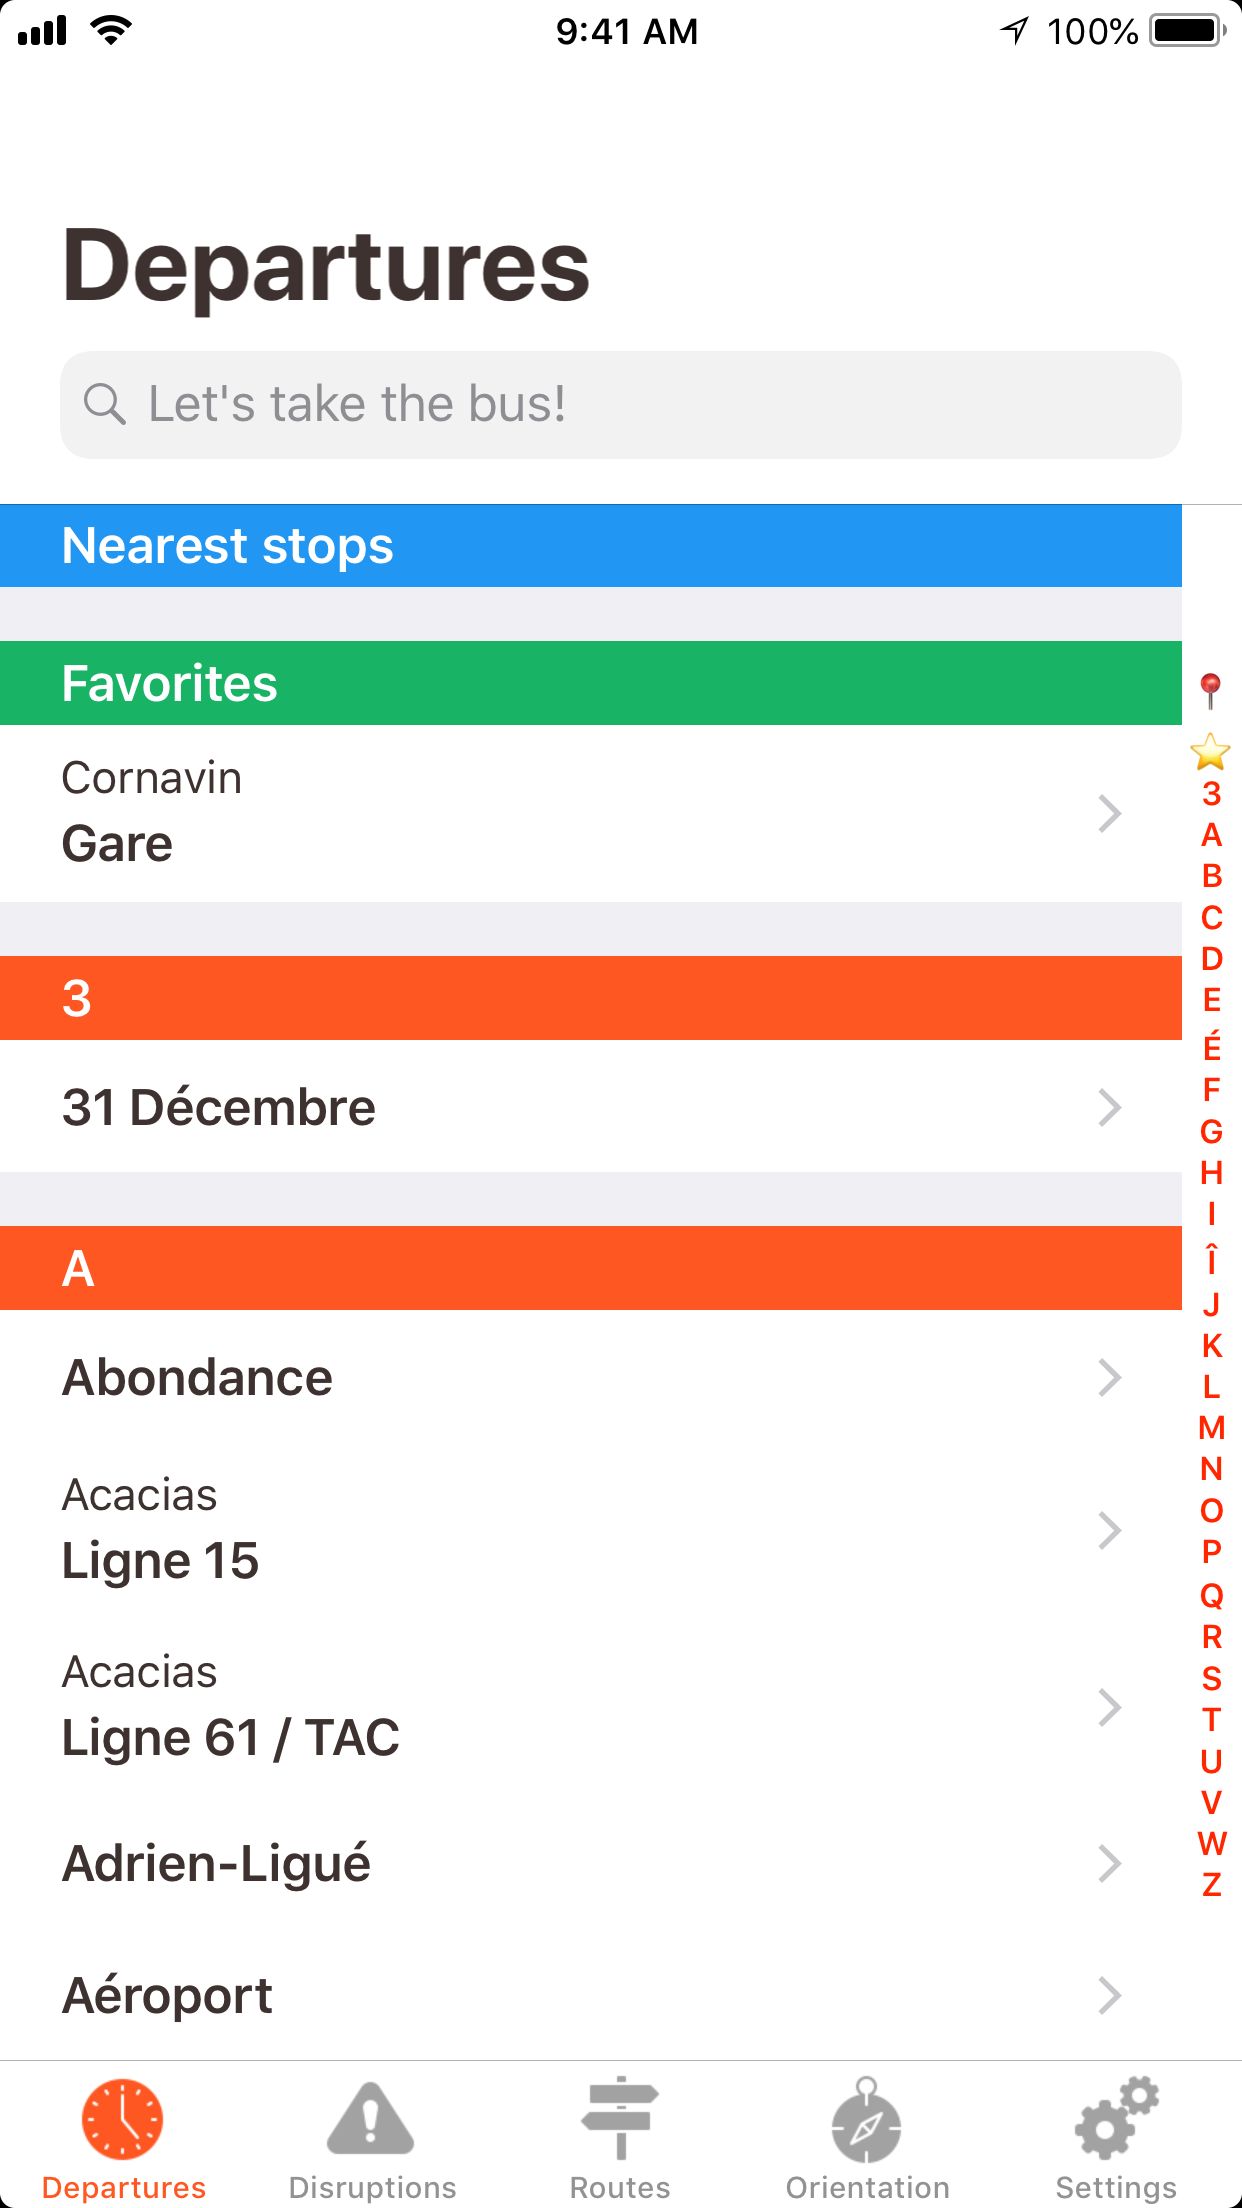 9:41 AM
100%
Departures
Let's take the bus!
Nearest stops
Favorites
Cornavin
Gare
3
31 Décembre
A
Abondance
Acacias
Ligne 15
Acacias
Ligne 61 / TAC
Adrien-Ligué
Aéroport
3
A
B
C
D
E
É
F
G
H
I
Î
J
K
L
M
N
O
P
Q
R
S
T
U
V
W
Z
Departures
Disruptions
Routes
Orientation
Settings